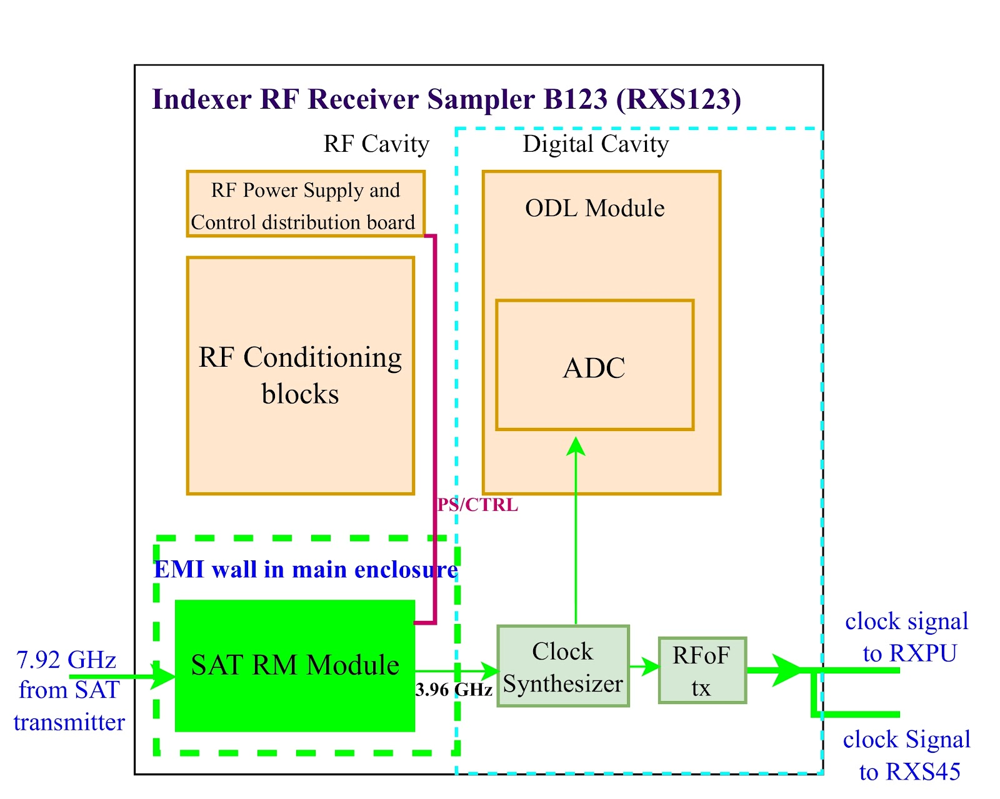 Indexer RF Receiver Sampler B123 (RXS123)
RF Cavity
Digital Cavity
RF Power Supply and
Control distribution board
ODL Module
RF Conditioning
blocks
ADC
PS/CTRL
EMI wall in main enclosure
SAT RM Module
7.92 GHz
from SAT
transmitter
3.96 GHz
Clock
Synthesizer
RFoF
tx
clock signal
to RXPU
clock Signal
to RXS45